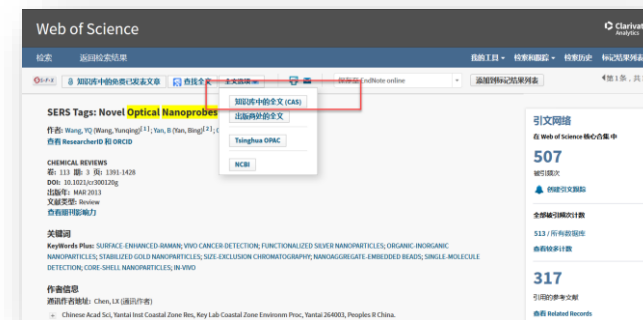 Web of Science
Clarivate
Analytics
检索 返回检索结果 我的工具 检索和跟踪 检索历史 标记结果列表
知识库中的免费已发表文章 查找全文 全文选项 EndNote online 添加到标记结果列表 第 1 条,共
知识库中的全文 (CAS)
出版商处的全文
Tsinghua OPAC
NCBI
SERS Tags: Novel Optical Nanoprobes
作者: Wang, YQ (Wang, Yunqing)[1]; Yan, B (Yan, Bing)[2];
查看 ResearcherID 和 ORCID
CHEMICAL REVIEWS
卷: 113 期: 3 页: 1391-1428
DOI: 10.1021/cr300120g
出版年: MAR 2013
文献类型: Review
查看期刊影响力
关键词
KeyWords Plus: SURFACE-ENHANCED-RAMAN; VIVO CANCER-DETECTION; FUNCTIONALIZED SILVER NANOPARTICLES; ORGANIC-INORGANIC
NANOPARTICLES; STABILIZED GOLD NANOPARTICLES; SIZE-EXCLUSION CHROMATOGRAPHY; NANOAGGREGATE-EMBEDDED BEADS; SINGLE-MOLECULE
DETECTION; CORE-SHELL NANOPARTICLES; IN-VIVO
作者信息
通讯作者地址: Chen, LX (通讯作者)
Chinese Acad Sci, Yantai Inst Coastal Zone Res, Key Lab Coastal Zone Environm Proc, Yantai 264003, Peoples R China.
引文网络
在 Web of Science 核心合集中
507
被引频次
创建引文跟踪
全部被引频次计数
513 / 所有数据库
查看较多计数
317
引用的参考文献
查看 Related Records